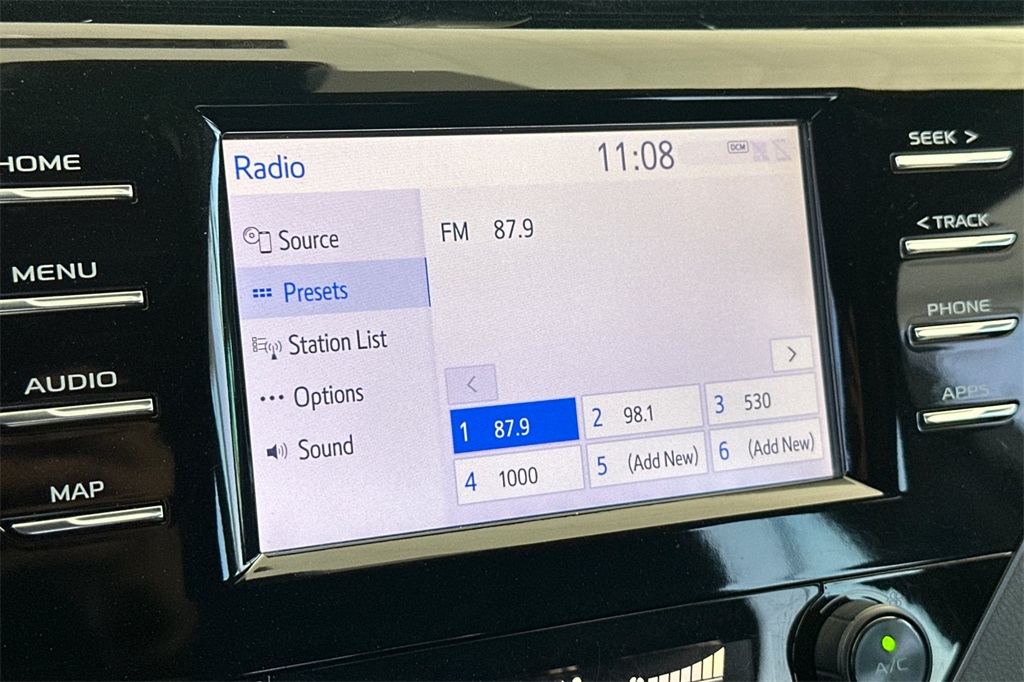 HOME
MENU
AUDIO
MAP
Radio
11:08
DCM
Source
Presets
Station List
Options
Sound
FM 87.9
<
>
1 87.9
2 98.1
3 530
4 1000
5 (Add New)
6 (Add New)
SEEK >
< TRACK
PHONE
APPS
A/C